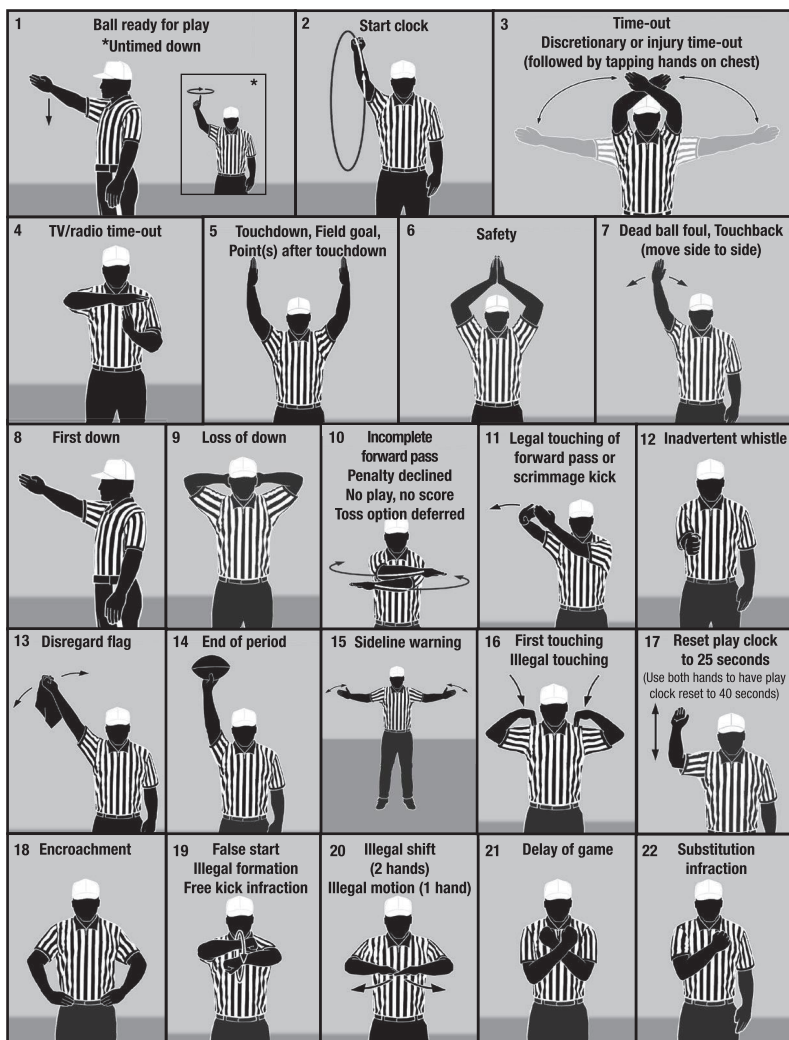 1 Ball ready for play
*Untimed down
*
2 Start clock
3 Time-out
Discretionary or injury time-out
(followed by tapping hands on chest)
4 TV/radio time-out
5 Touchdown, Field goal,
Point(s) after touchdown
6 Safety
7 Dead ball foul, Touchback
(move side to side)
8 First down
9 Loss of down
10 Incomplete
forward pass
Penalty declined
No play, no score
Toss option deferred
11 Legal touching of
forward pass or
scrimmage kick
12 Inadvertent whistle
13 Disregard flag
14 End of period
15 Sideline warning
16 First touching
Illegal touching
17 Reset play clock
to 25 seconds
(Use both hands to have play
clock reset to 40 seconds)
18 Encroachment
19 False start
Illegal formation
Free kick infraction
20 Illegal shift
(2 hands)
Illegal motion (1 hand)
21 Delay of game
22 Substitution
infraction